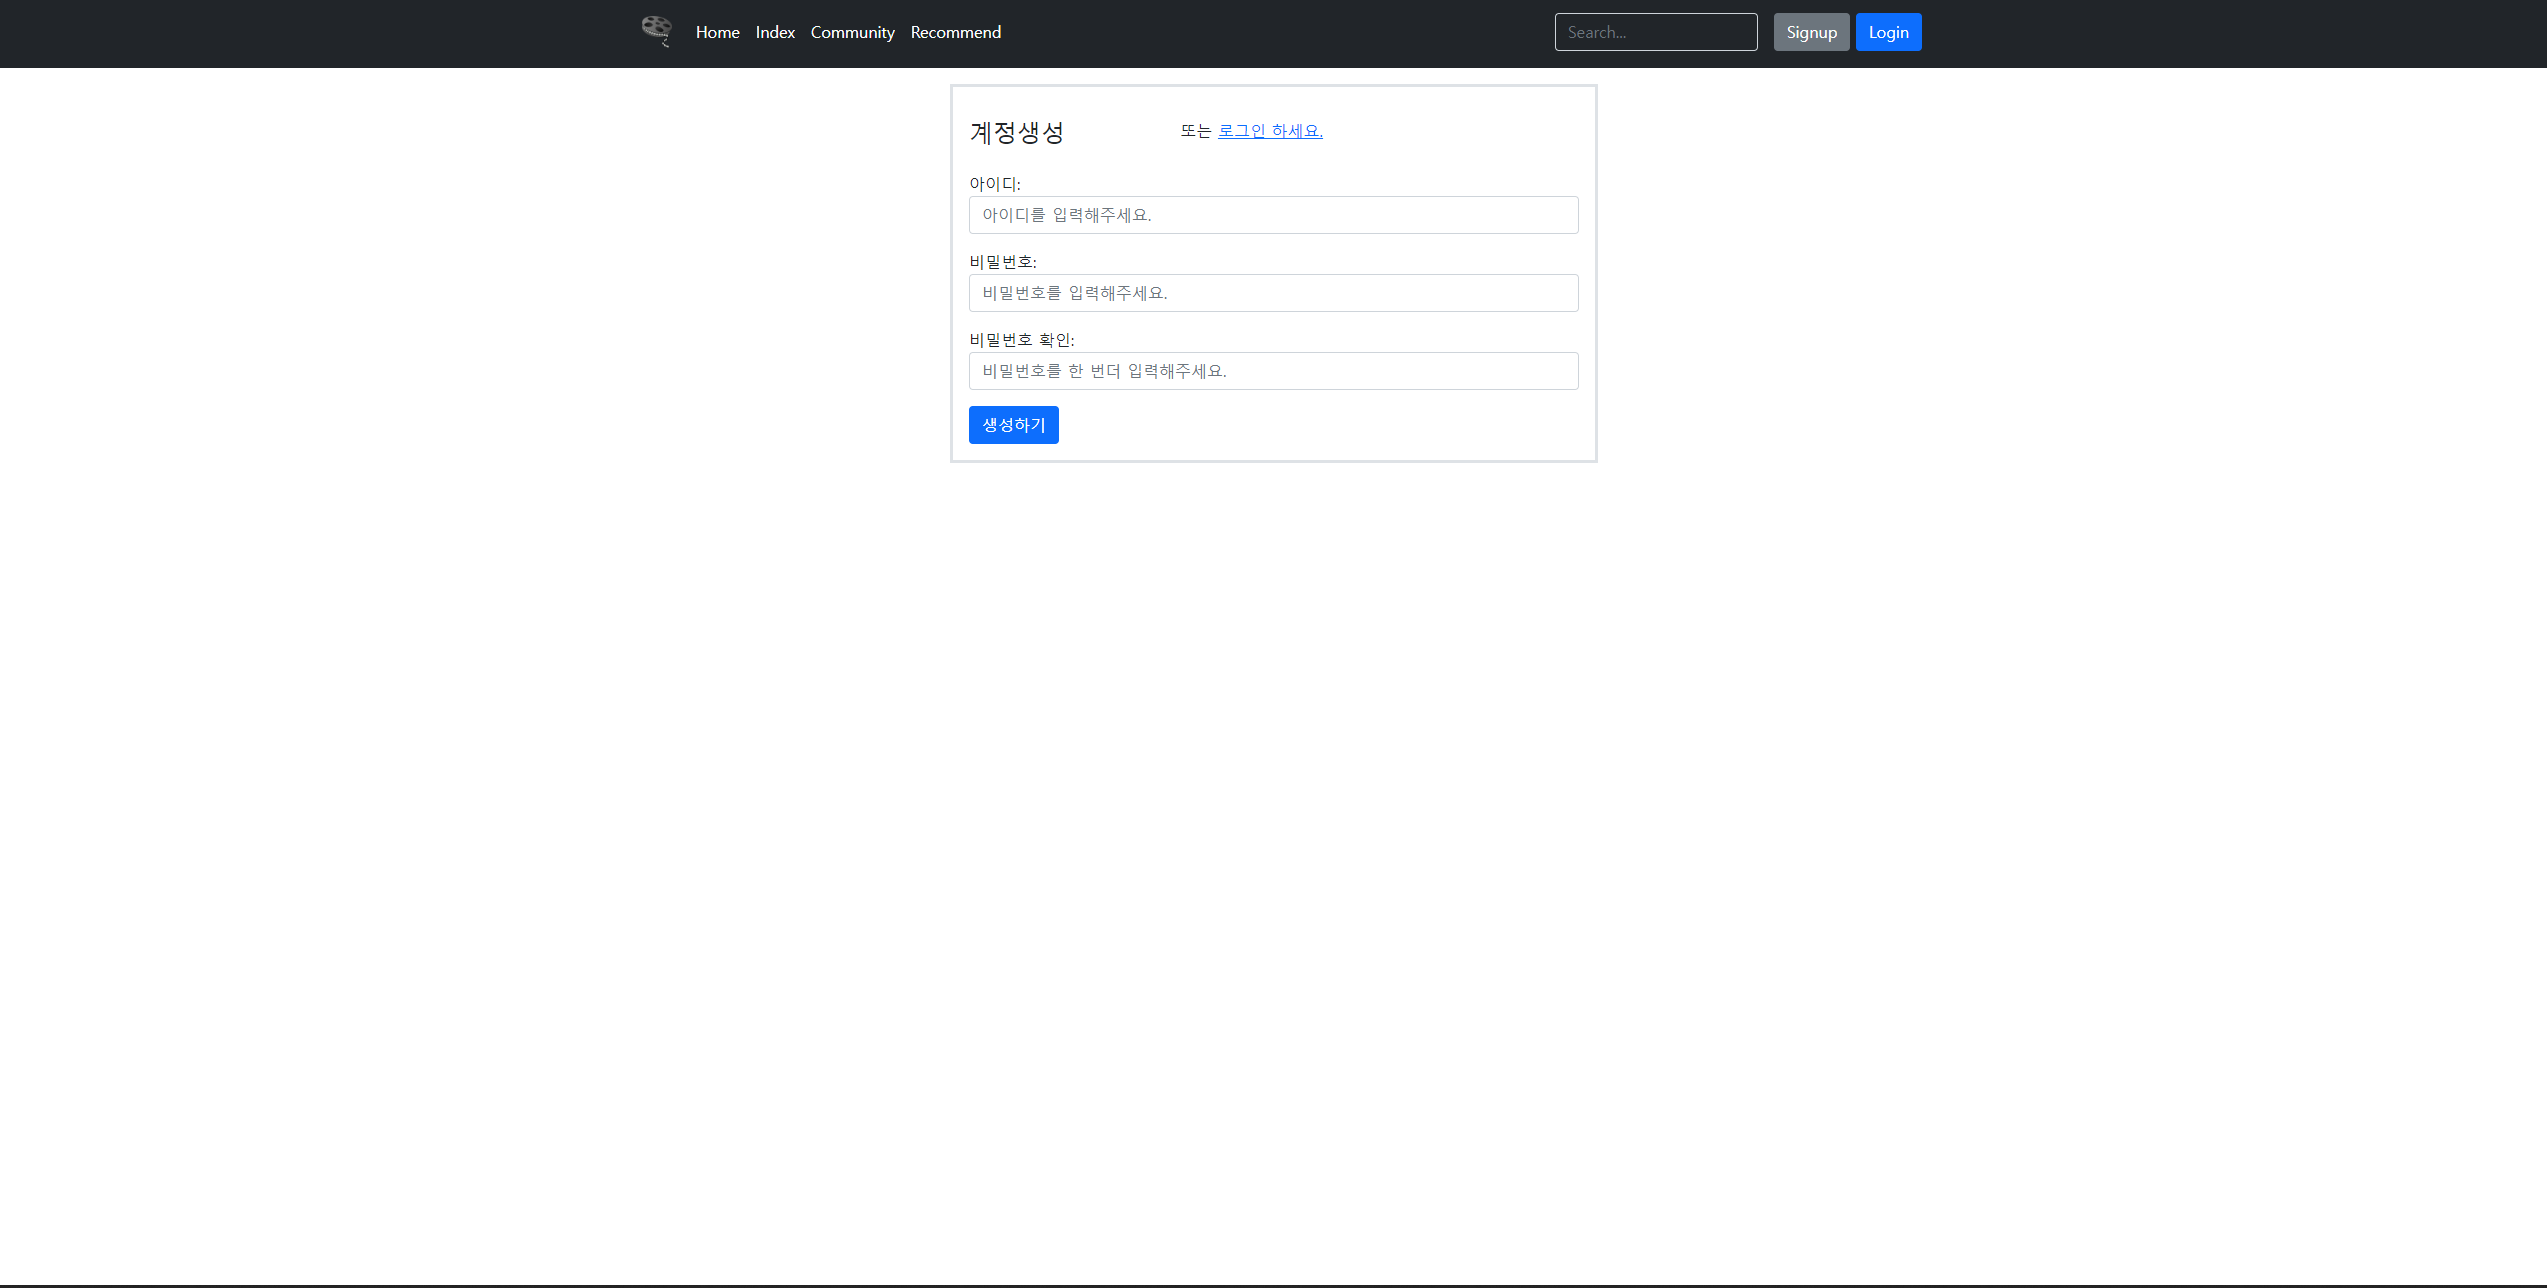 Home Index Community Recommend Search... Signup Login
계정생성 또는 로그인 하세요.
아이디:
아이디를 입력해주세요.
비밀번호:
비밀번호를 입력해주세요.
비밀번호 확인:
비밀번호를 한 번더 입력해주세요.
생성하기